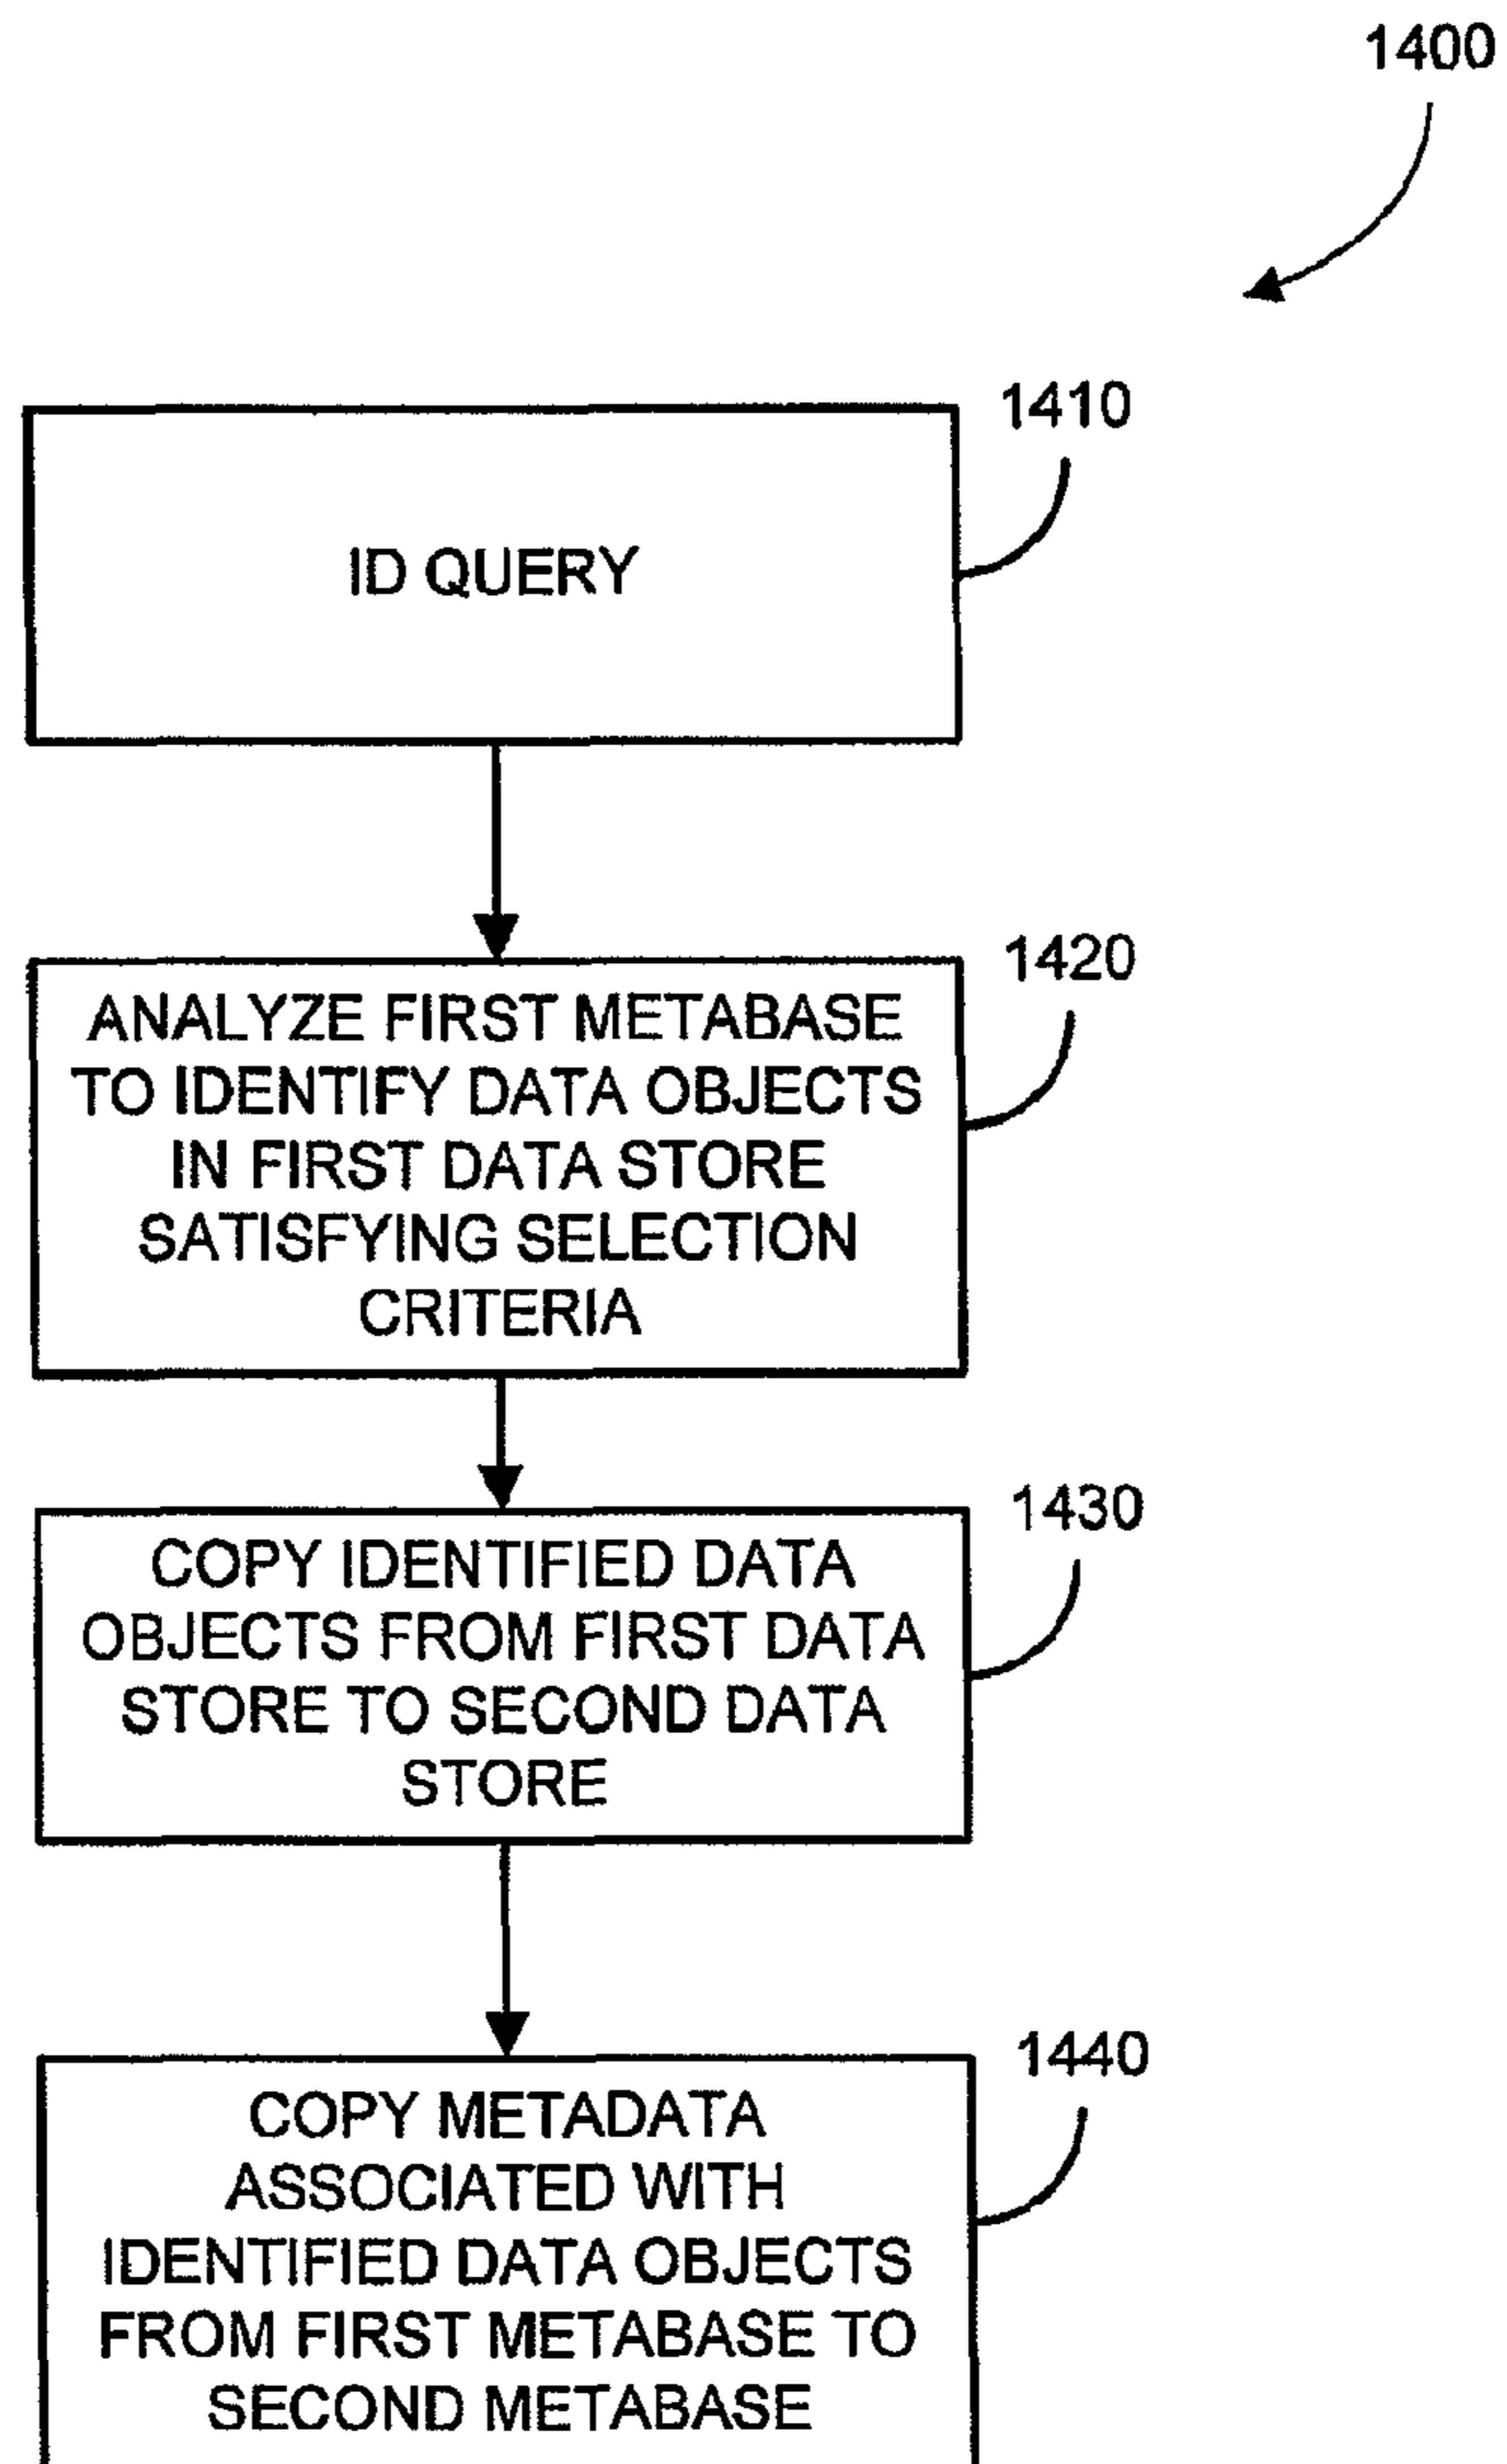 1400
1410
ID QUERY
1420
ANALYZE FIRST METABASE
TO IDENTIFY DATA OBJECTS
IN FIRST DATA STORE
SATISFYING SELECTION
CRITERIA
1430
COPY IDENTIFIED DATA
OBJECTS FROM FIRST DATA
STORE TO SECOND DATA
STORE
1440
COPY METADATA
ASSOCIATED WITH
IDENTIFIED DATA OBJECTS
FROM FIRST METABASE TO
SECOND METABASE